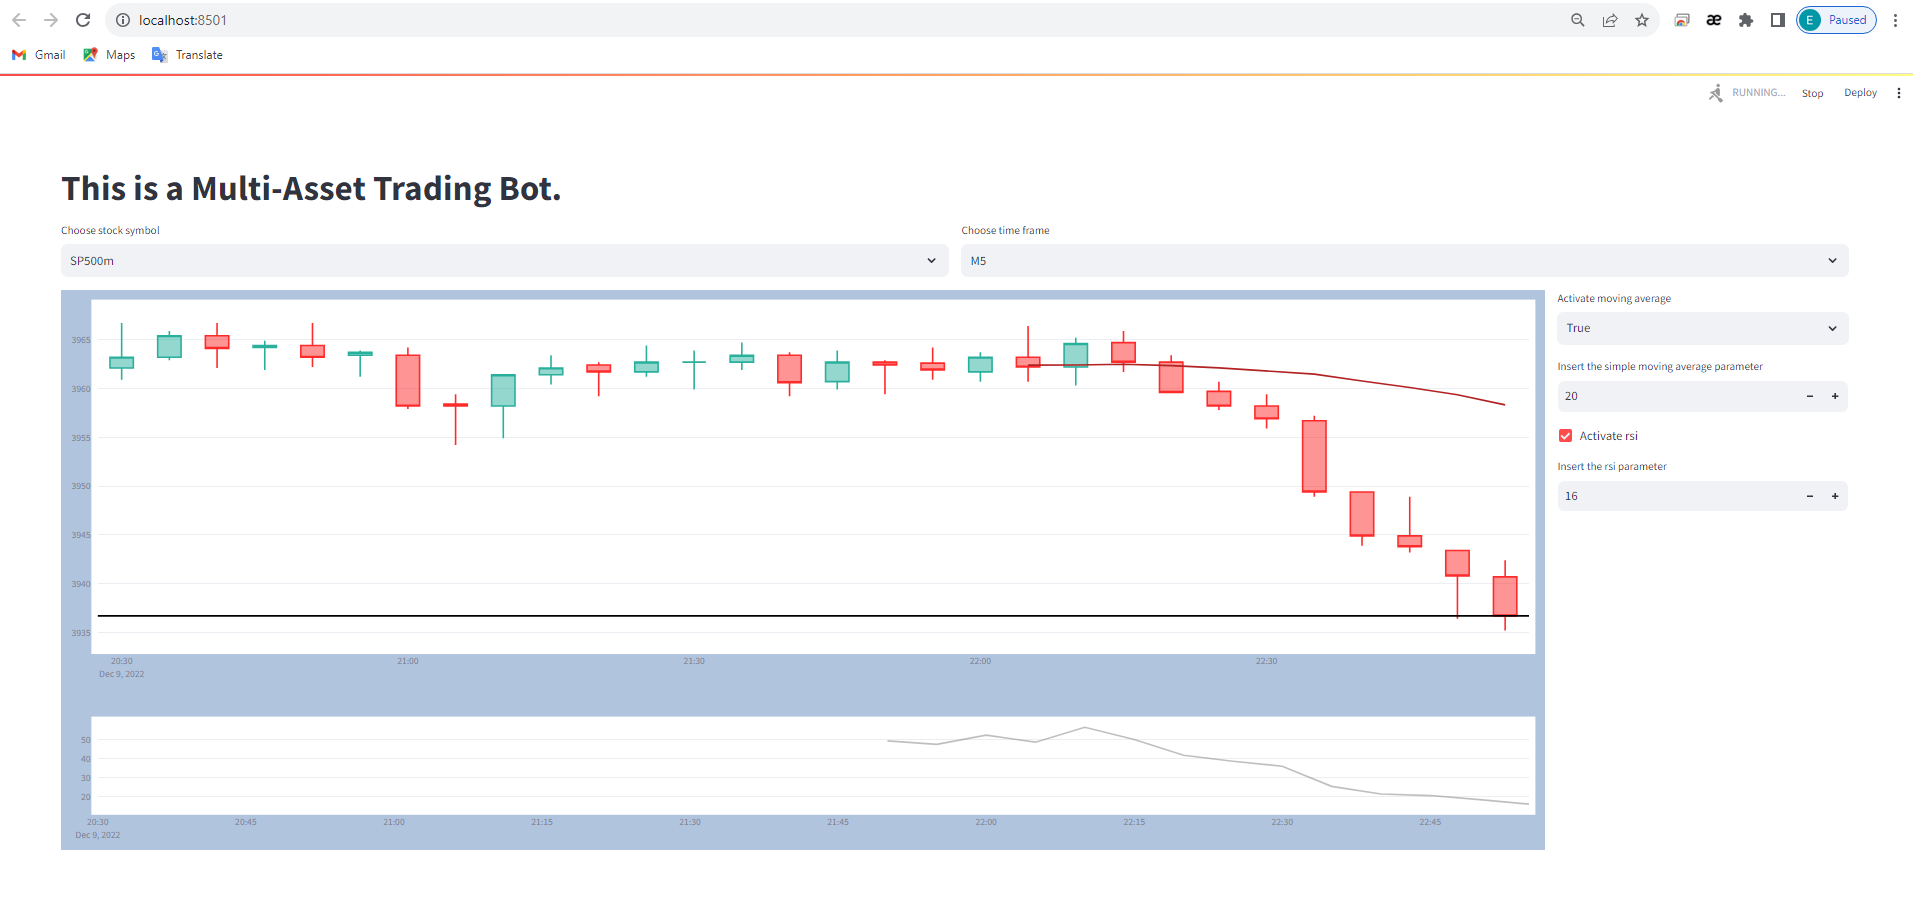 localhost:8501
E Paused
Gmail Maps Translate
RUNNING... Stop Deploy
This is a Multi-Asset Trading Bot.
Choose stock symbol
SP500m
Choose time frame
M5
3965
3960
3955
3950
3945
3940
3935
20:30 21:00 21:30 22:00 22:30
Dec 9, 2022
50
40
30
20
20:30 20:45 21:00 21:15 21:30 21:45 22:00 22:15 22:30 22:45
Dec 9, 2022
Activate moving average
True
Insert the simple moving average parameter
20 − +
Activate rsi
Insert the rsi parameter
16 − +